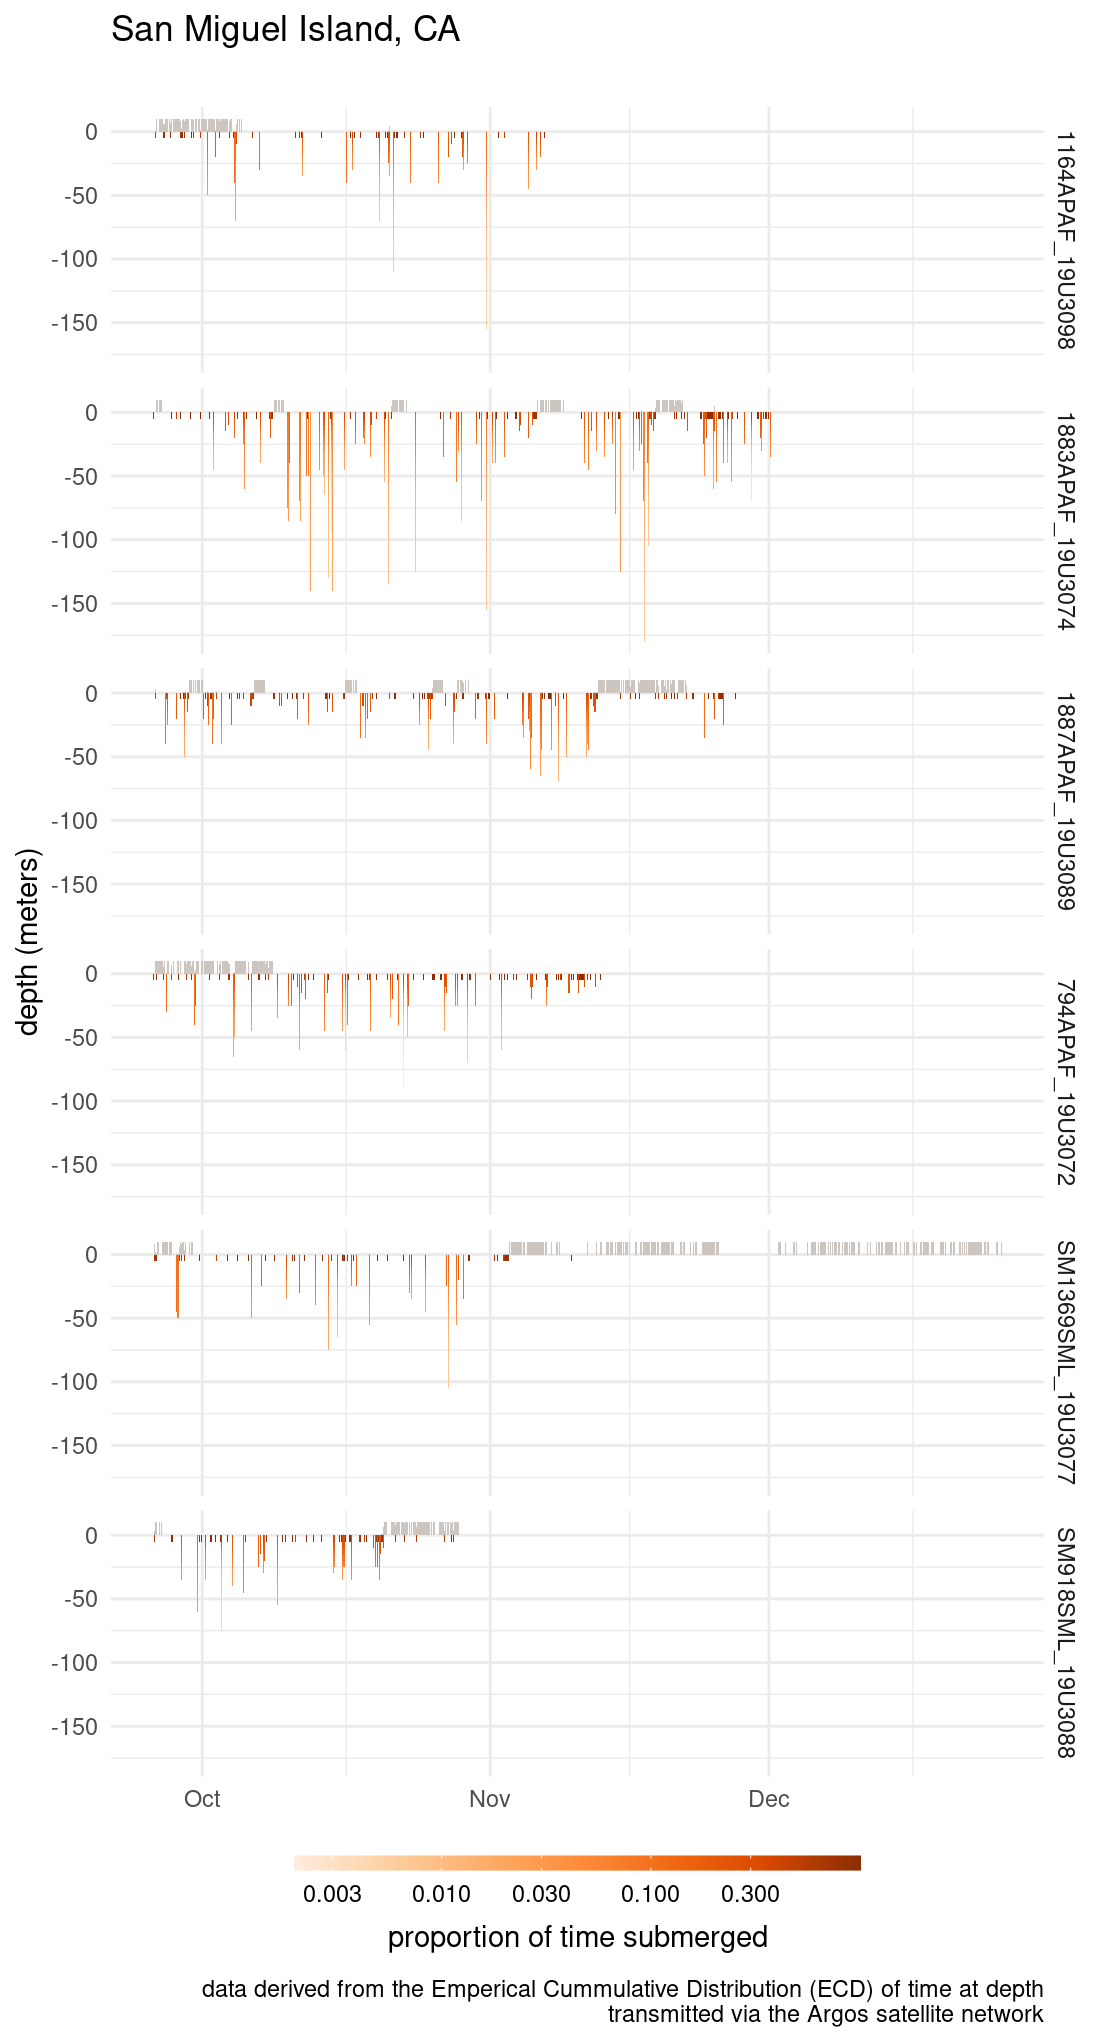 San Miguel Island, CA
0
-50
-100
-150
1164APAF_19U3098
0
-50
-100
-150
1883APAF_19U3074
0
-50
-100
-150
1887APAF_19U3089
depth (meters)
0
-50
-100
-150
794APAF_19U3072
0
-50
-100
-150
SM1369SML_19U3077
0
-50
-100
-150
SM918SML_19U3088
Oct Nov Dec
0.003 0.010 0.030 0.100 0.300
proportion of time submerged
data derived from the Emperical Cummulative Distribution (ECD) of time at depth
transmitted via the Argos satellite network